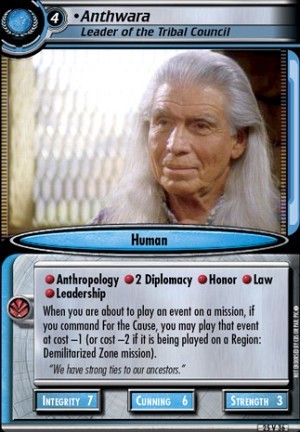 4
•Anthwara
Leader of the Tribal Council
Human
Anthropology 2 Diplomacy Honor Law
Leadership
When you are about to play an event on a mission, if
you command For the Cause, you may play that event
at cost –1 (or cost –2 if it is being played on a Region:
Demilitarized Zone mission).
"We have strong ties to our ancestors."
INTEGRITY 7 CUNNING 6 STRENGTH 3